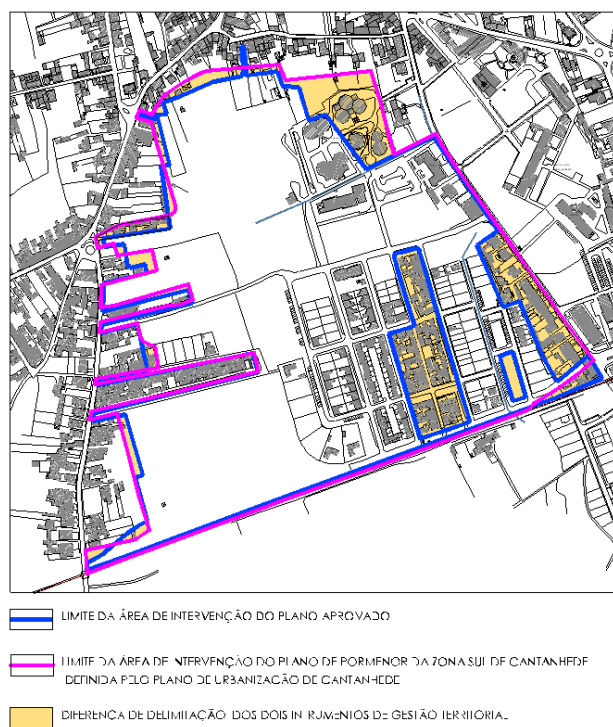 LIMITE DA ÁREA DE INTERVENÇÃO DO PLANO APROVADO
LIMITE DA ÁREA DE INTERVENÇÃO DO PLANO DE PORMENOR DA ZONA SUL DE CANTANHEDE
DEFINIDA PELO PLANO DE URBANIZAÇÃO DE CANTANHEDE
DIFERENÇA DE DELIMITAÇÃO DOS DOIS INSTRUMENTOS DE GESTÃO TERRITORIAL